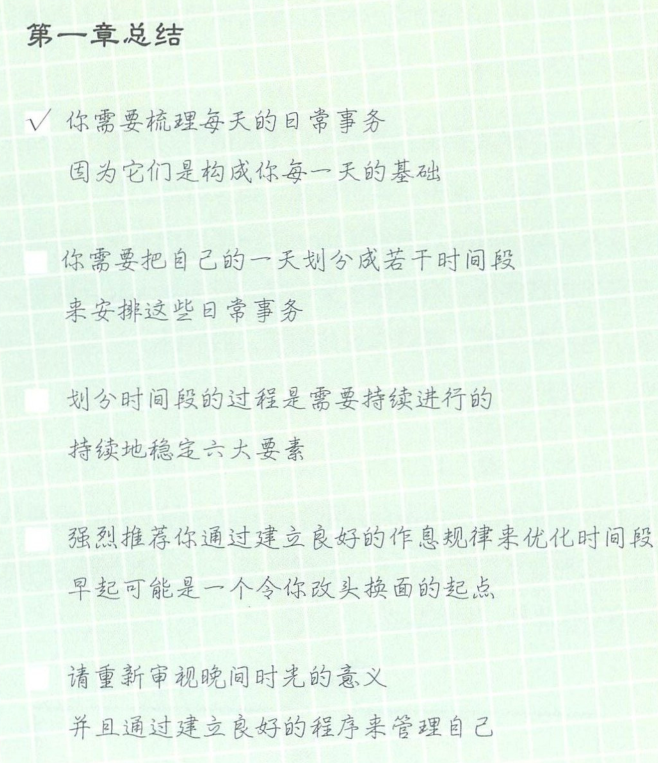 第一章总结
✓ 你需要梳理每天的日常事务
因为它们是构成你每一天的基础
你需要把自己的一天划分成若干时间段
来安排这些日常事务
划分时间段的过程是需要持续进行的
持续地稳定六大要素
强烈推荐你通过建立良好的作息规律来优化时间段
早起可能是一个令你改头换面的起点
请重新审视晚间时光的意义
并且通过建立良好的程序来管理自己